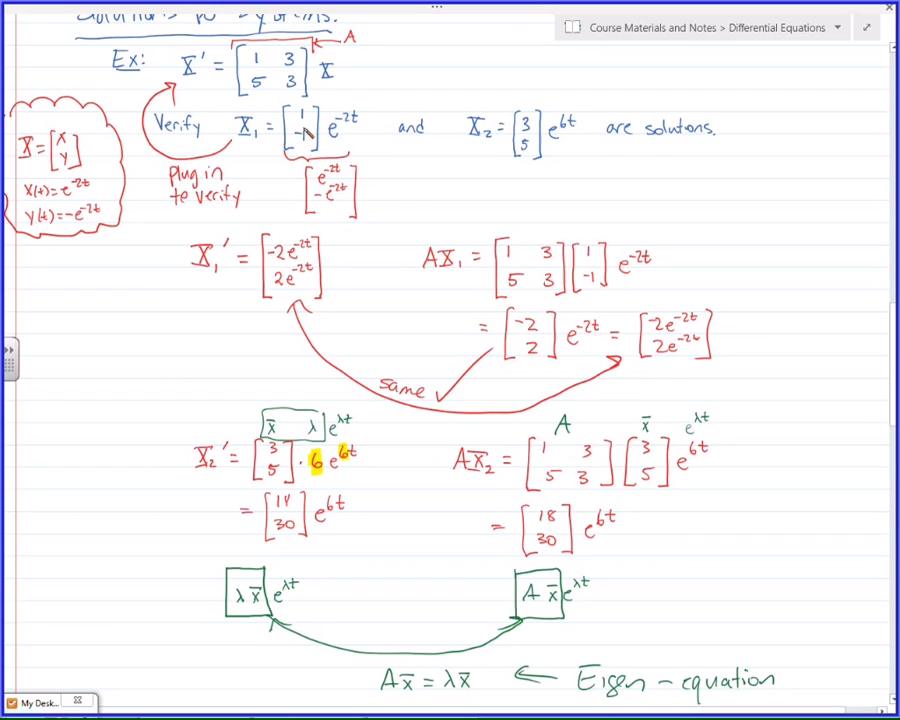 Solutions to Systems.
Course Materials and Notes > Differential Equations
Ex: X' = [1 3; 5 3] X ← A
Verify X₁ = [1; -1] e^-2t and X₂ = [3; 5] e^6t are solutions.
X = [x; y]
x(t) = e^-2t
y(t) = -e^-2t
plug in
to verify
[e^-2t; -e^-2t]
X₁' = [-2e^-2t; 2e^-2t]
AX₁ = [1 3; 5 3] [1; -1] e^-2t
= [-2; 2] e^-2t = [-2e^-2t; 2e^-2t]
same
x̄ λ e^λt
A x̄ e^λt
X₂' = [3; 5] · 6 e^6t
AX₂ = [1 3; 5 3] [3; 5] e^6t
= [18; 30] e^6t
= [18; 30] e^6t
λ x̄ e^λt
A x̄ e^λt
A x̄ = λ x̄ ← Eigen-equation
My Desk...